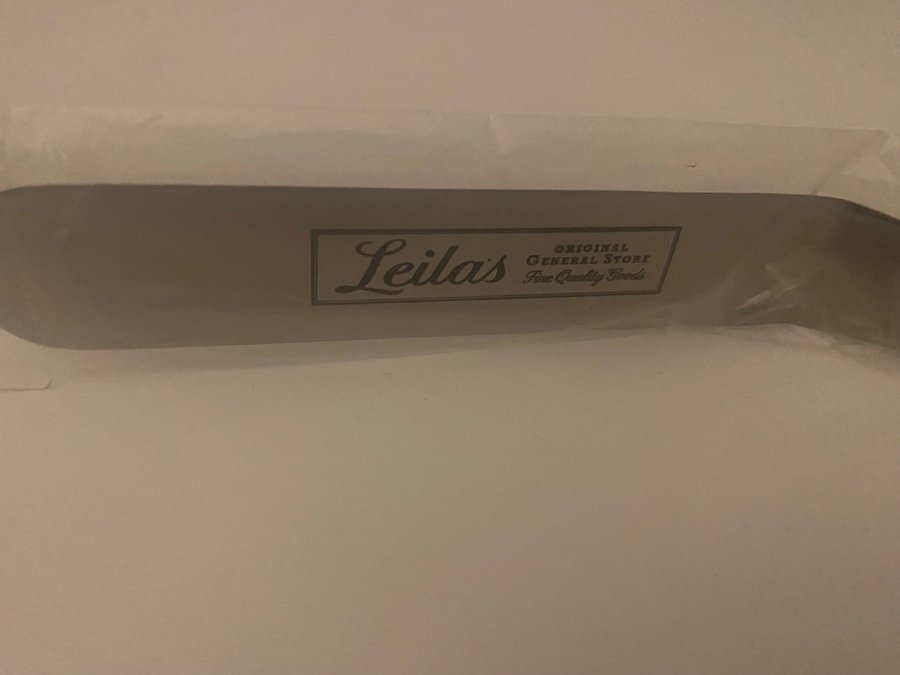 Leila's
ORIGINAL
GENERAL STORE
Fine Quality Goods